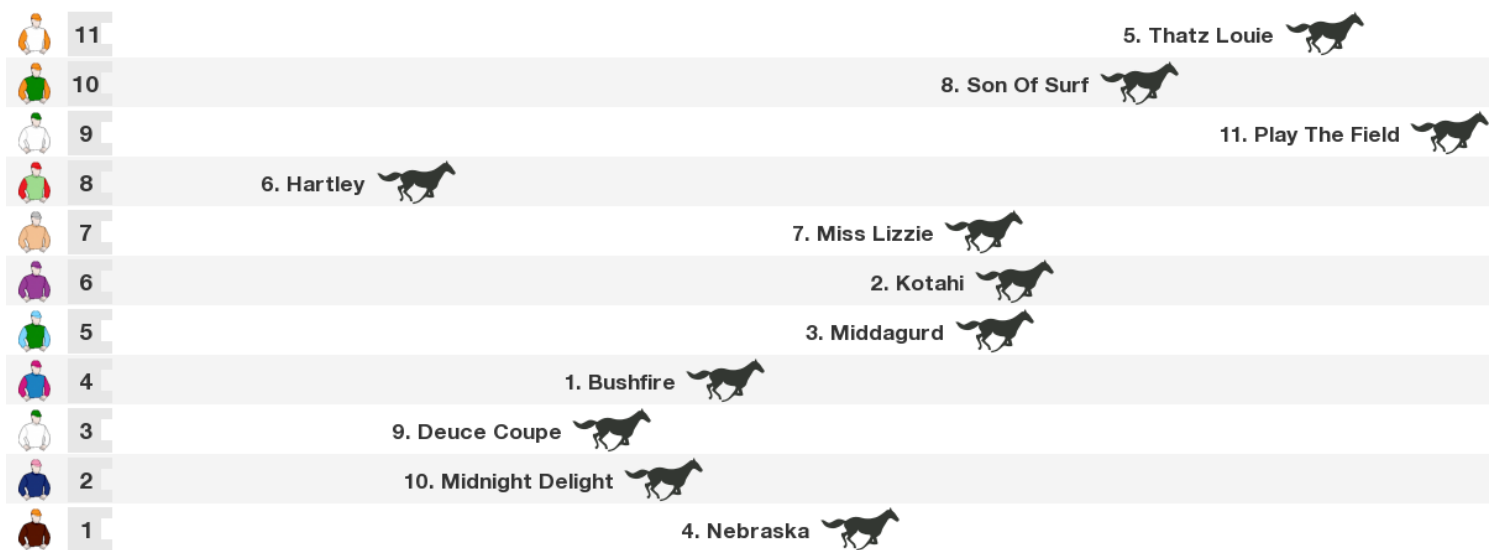 11 5. Thatz Louie
10 8. Son Of Surf
9 11. Play The Field
8 6. Hartley
7 7. Miss Lizzie
6 2. Kotahi
5 3. Middagurd
4 1. Bushfire
3 9. Deuce Coupe
2 10. Midnight Delight
1 4. Nebraska